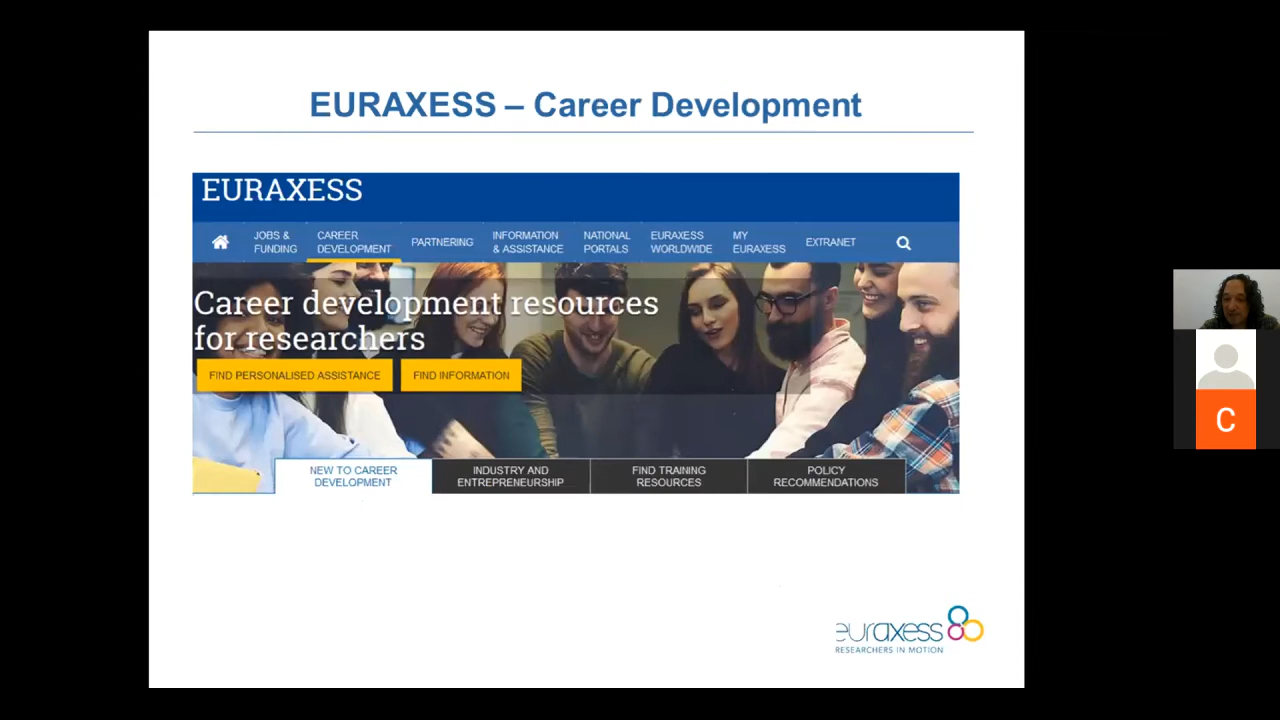 EURAXESS – Career Development
EURAXESS
JOBS &
FUNDING
CAREER
DEVELOPMENT
PARTNERING
INFORMATION
& ASSISTANCE
NATIONAL
PORTALS
EURAXESS
WORLDWIDE
MY
EURAXESS
EXTRANET
Career development resources
for researchers
FIND PERSONALISED ASSISTANCE
FIND INFORMATION
NEW TO CAREER
DEVELOPMENT
INDUSTRY AND
ENTREPRENEURSHIP
FIND TRAINING
RESOURCES
POLICY
RECOMMENDATIONS
euraxess
RESEARCHERS IN MOTION
C